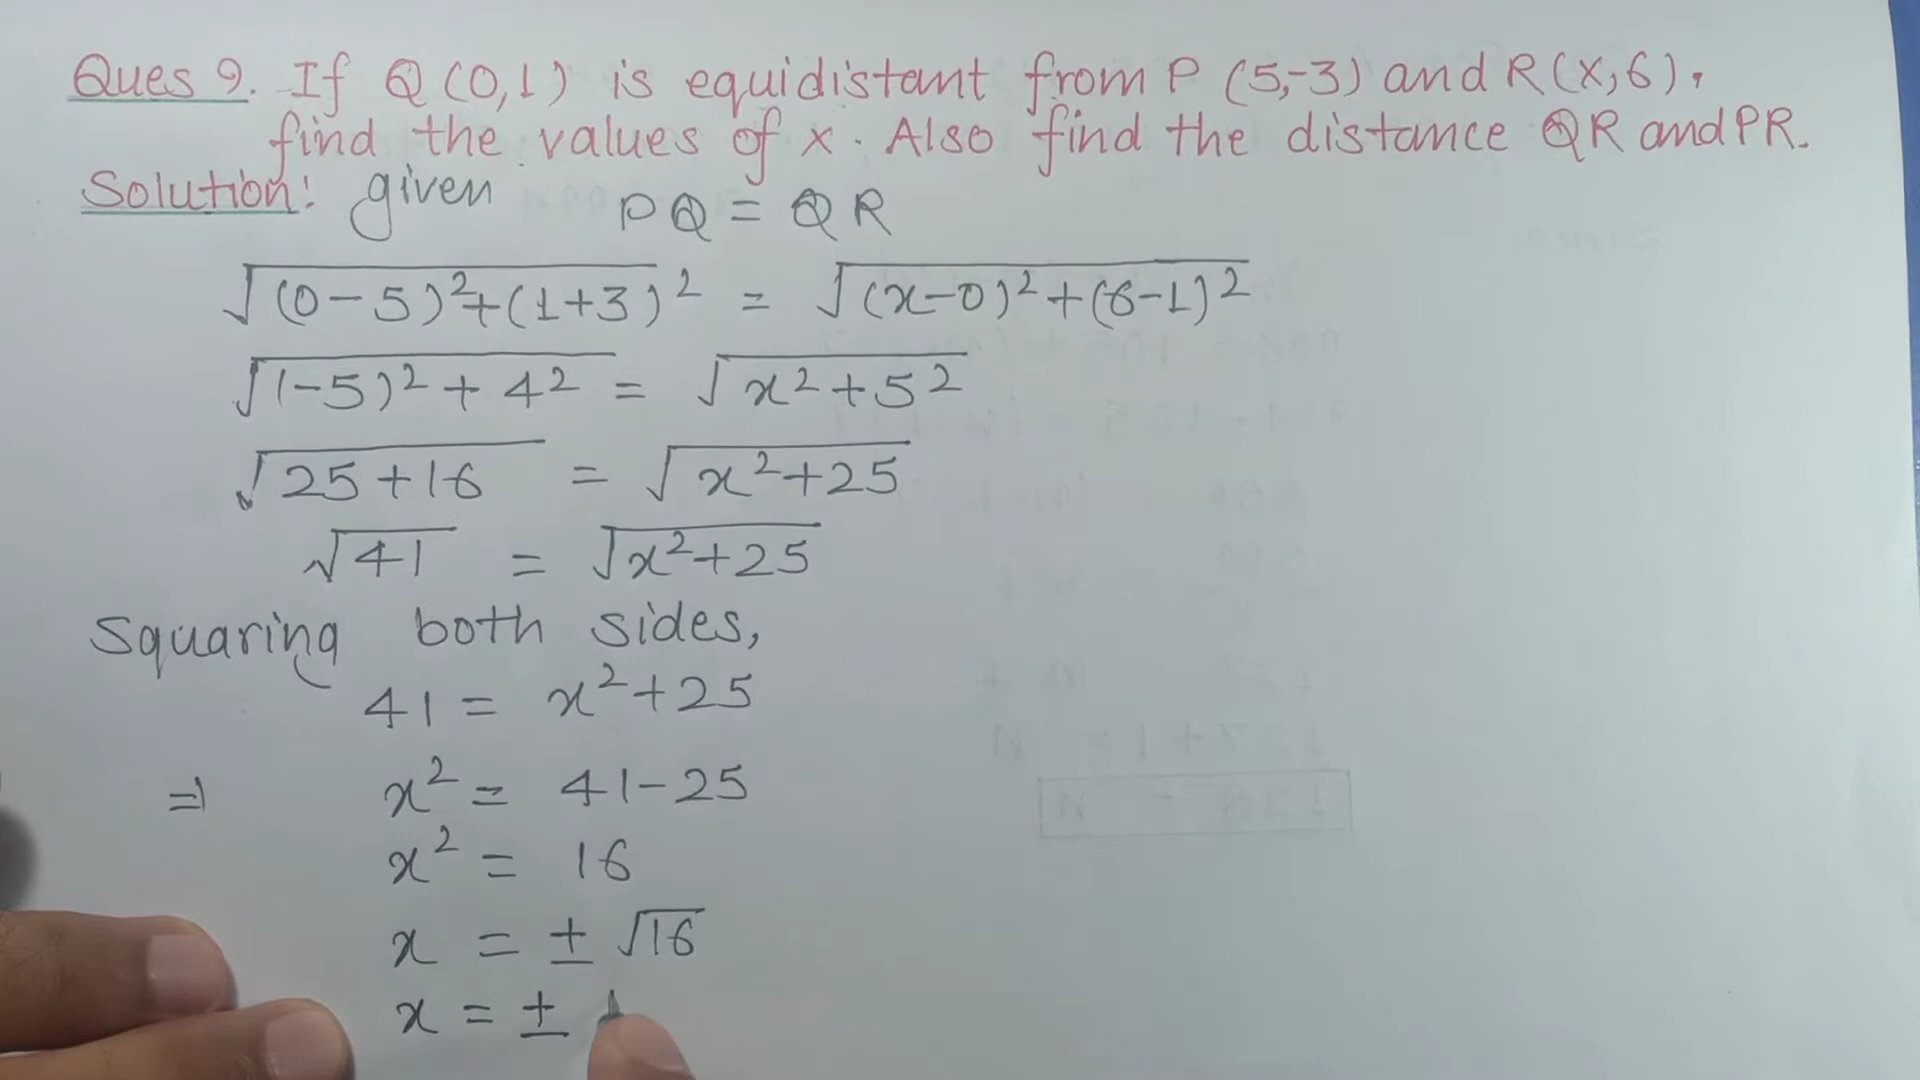 Ques 9. If Q (0,1) is equidistant from P (5,-3) and R(x,6),
find the values of x. Also find the distance QR and PR.
Solution: given PQ = QR
√(0-5)²+(1+3)² = √(x-0)²+(6-1)²
√(-5)²+4² = √x²+5²
√25+16 = √x²+25
√41 = √x²+25
Squaring both sides,
41 = x²+25
⇒ x² = 41-25
x² = 16
x = ± √16
x = ±